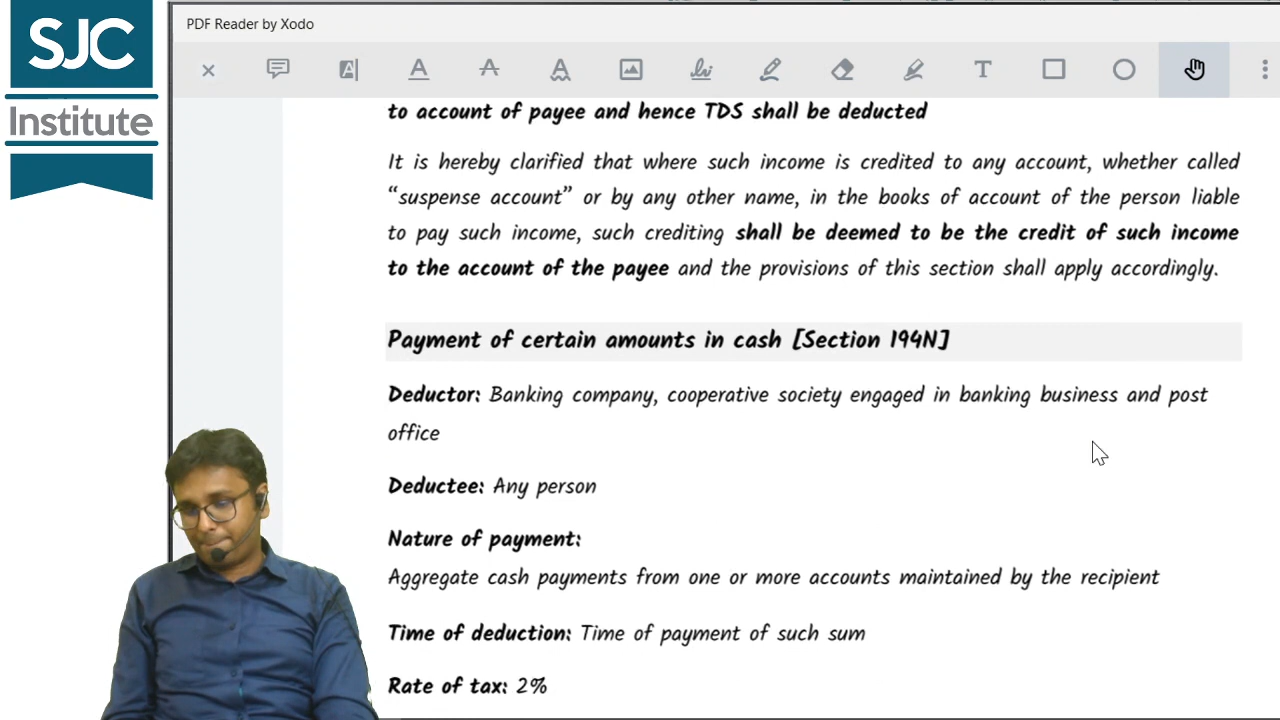 SJC
Institute
PDF Reader by Xodo
to account of payee and hence TDS shall be deducted
It is hereby clarified that where such income is credited to any account, whether called
“suspense account” or by any other name, in the books of account of the person liable
to pay such income, such crediting shall be deemed to be the credit of such income
to the account of the payee and the provisions of this section shall apply accordingly.
Payment of certain amounts in cash [Section 194N]
Deductor: Banking company, cooperative society engaged in banking business and post
office
Deductee: Any person
Nature of payment:
Aggregate cash payments from one or more accounts maintained by the recipient
Time of deduction: Time of payment of such sum
Rate of tax: 2%